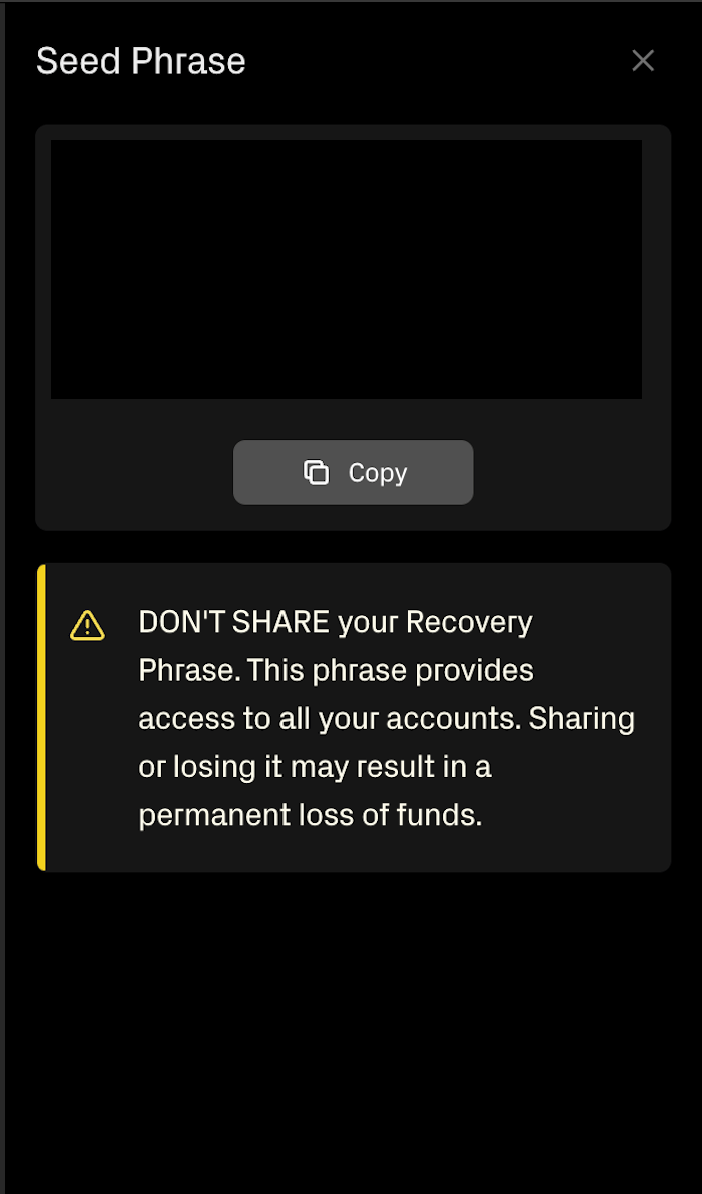 Seed Phrase
Copy
DON'T SHARE your Recovery
Phrase. This phrase provides
access to all your accounts. Sharing
or losing it may result in a
permanent loss of funds.